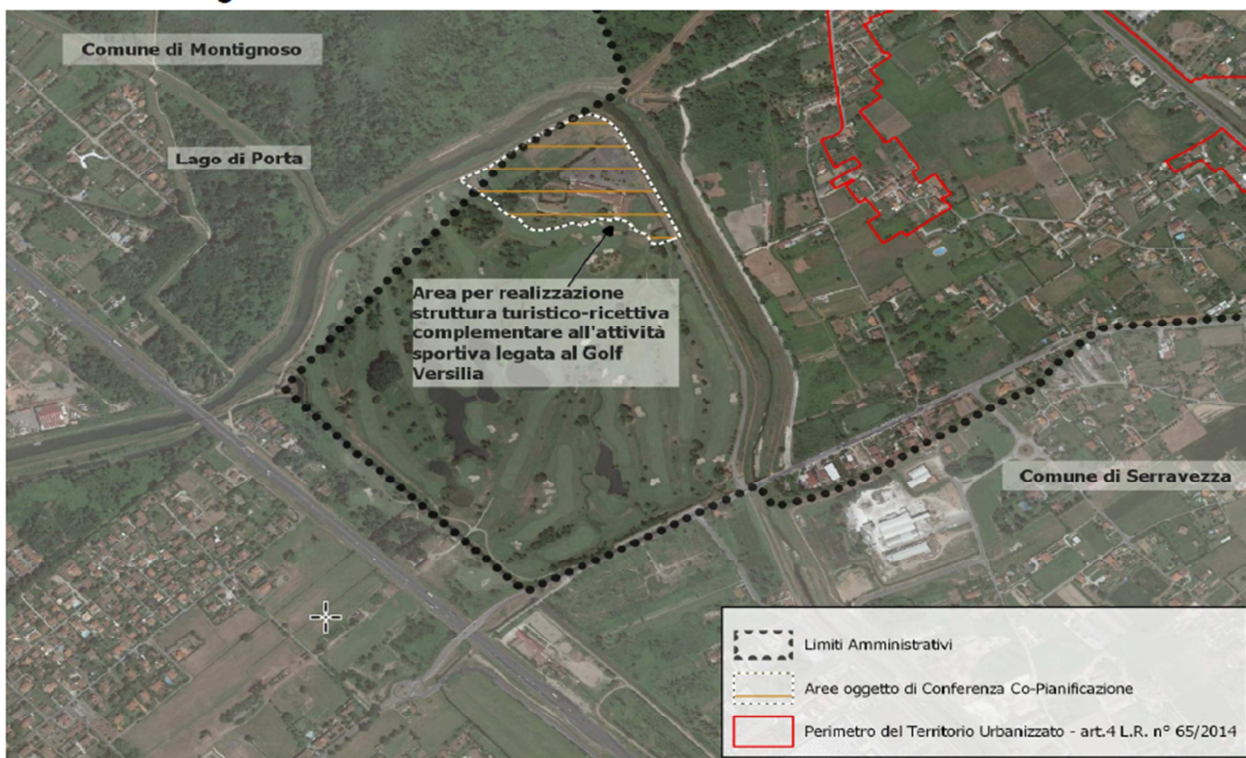 Comune di Montignoso
Lago di Porta
Area per realizzazione
struttura turistico-ricettiva
complementare all'attività
sportiva legata al Golf
Versilia
Comune di Serravezza
Limiti Amministrativi
Aree oggetto di Conferenza Co-Pianificazione
Perimetro del Territorio Urbanizzato - art.4 L.R. n° 65/2014